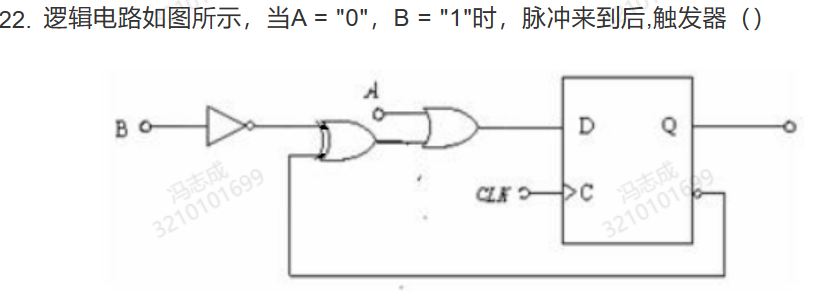 22. 逻辑电路如图所示，当A = "0"，B = "1"时，脉冲来到后,触发器（）
A
B
D
Q
CLK
C
冯志成
3210101699
冯志成
3210101699